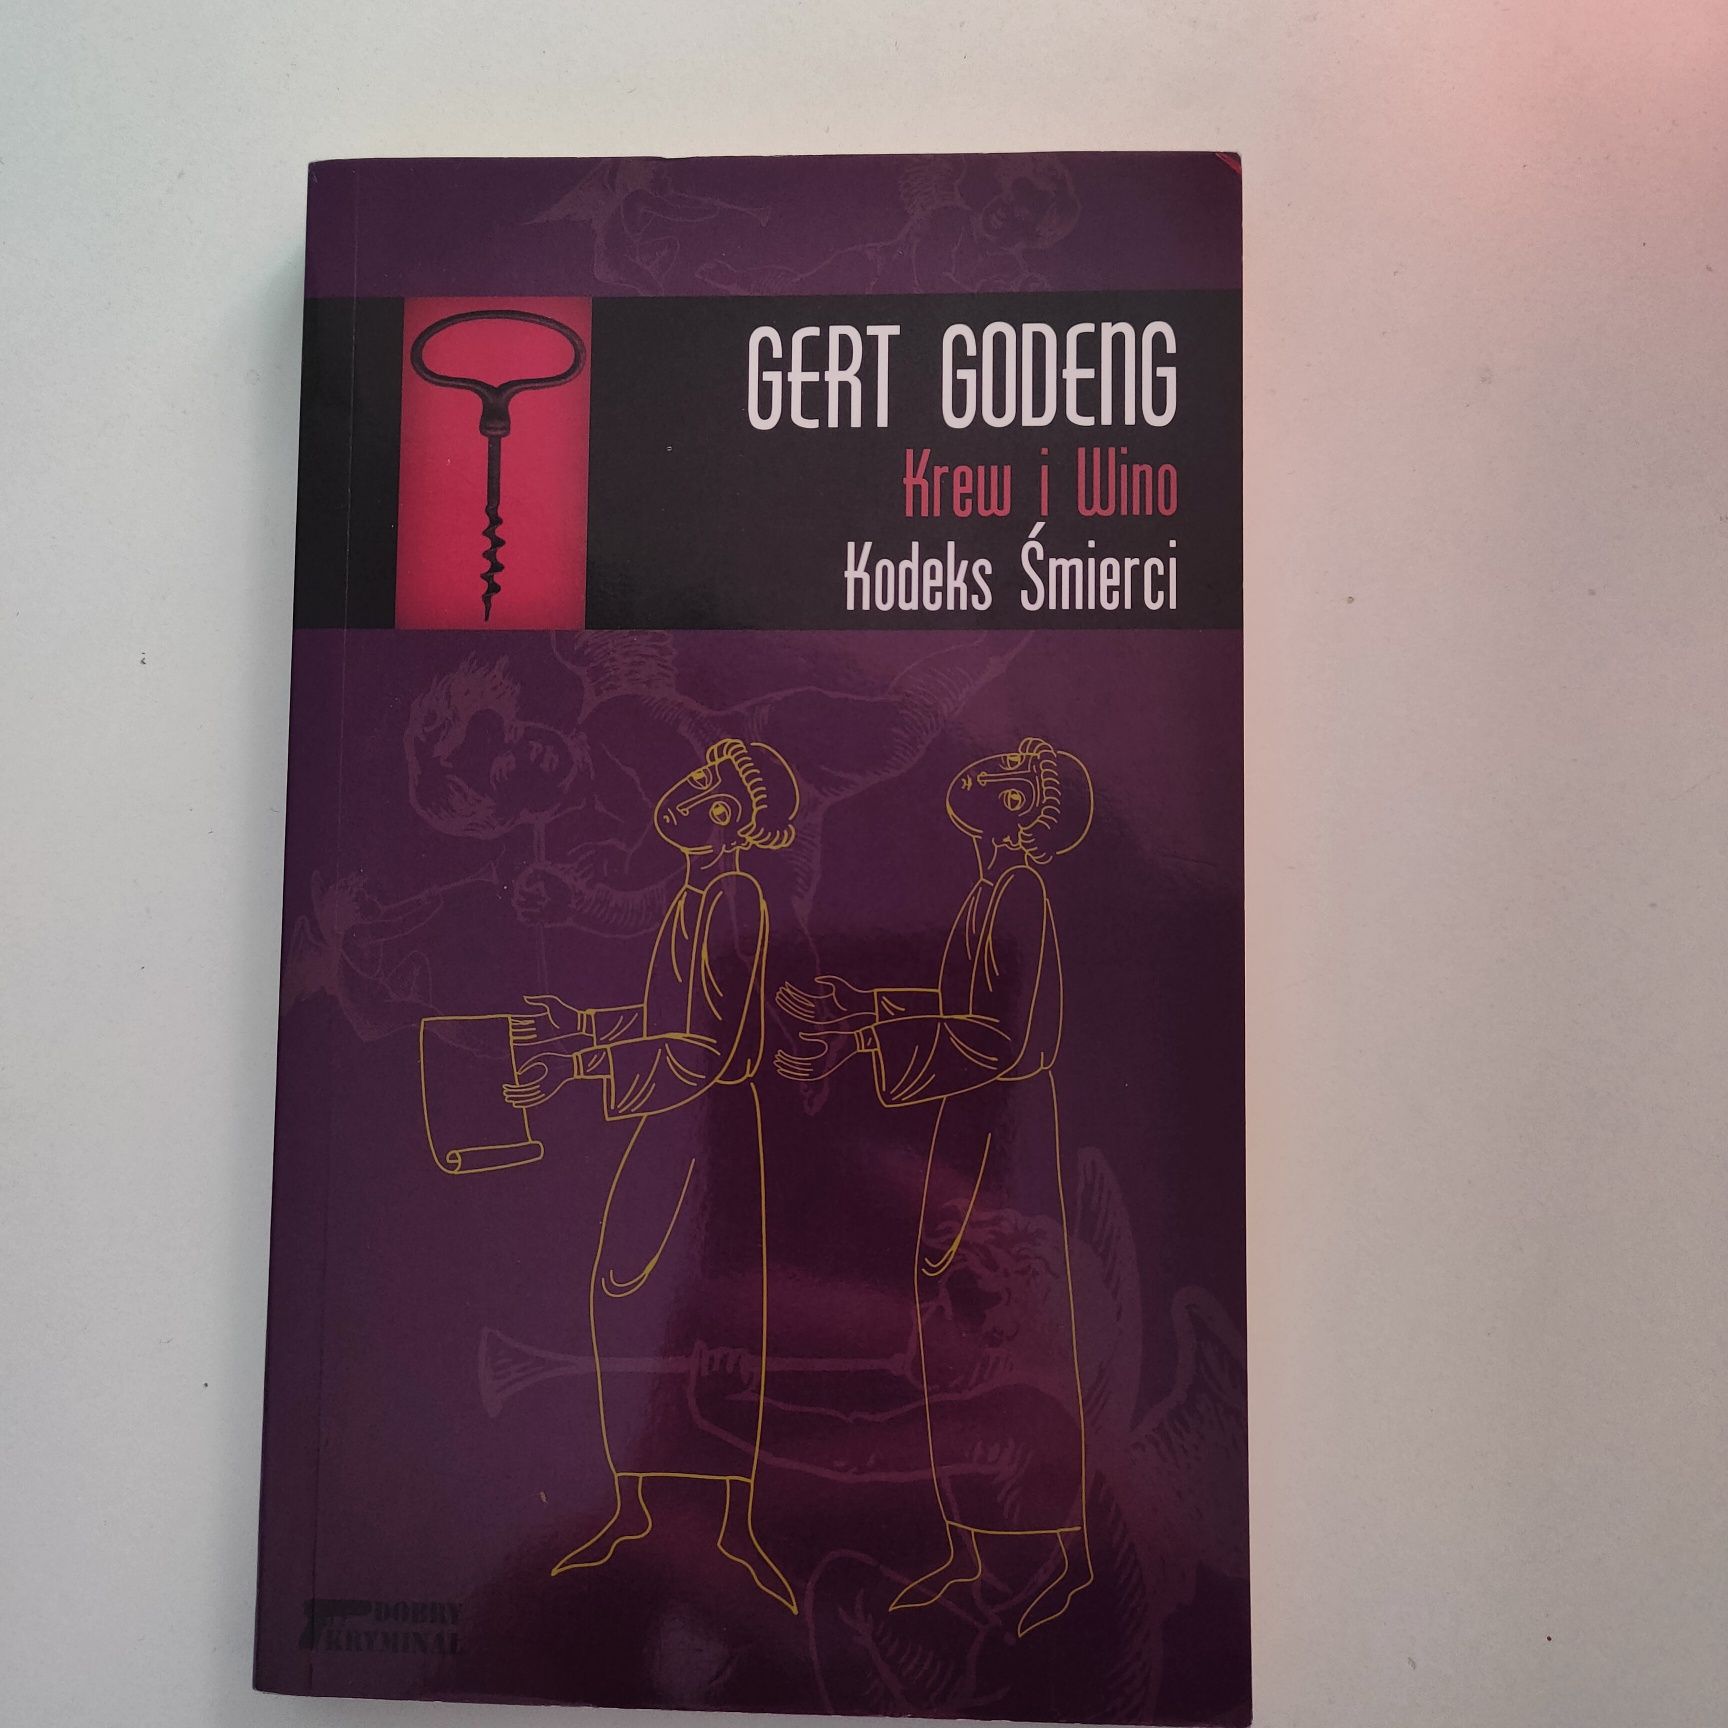 GERT GODENG
Krew i Wino
Kodeks Śmierci
DOBRY
KRYMINAŁ